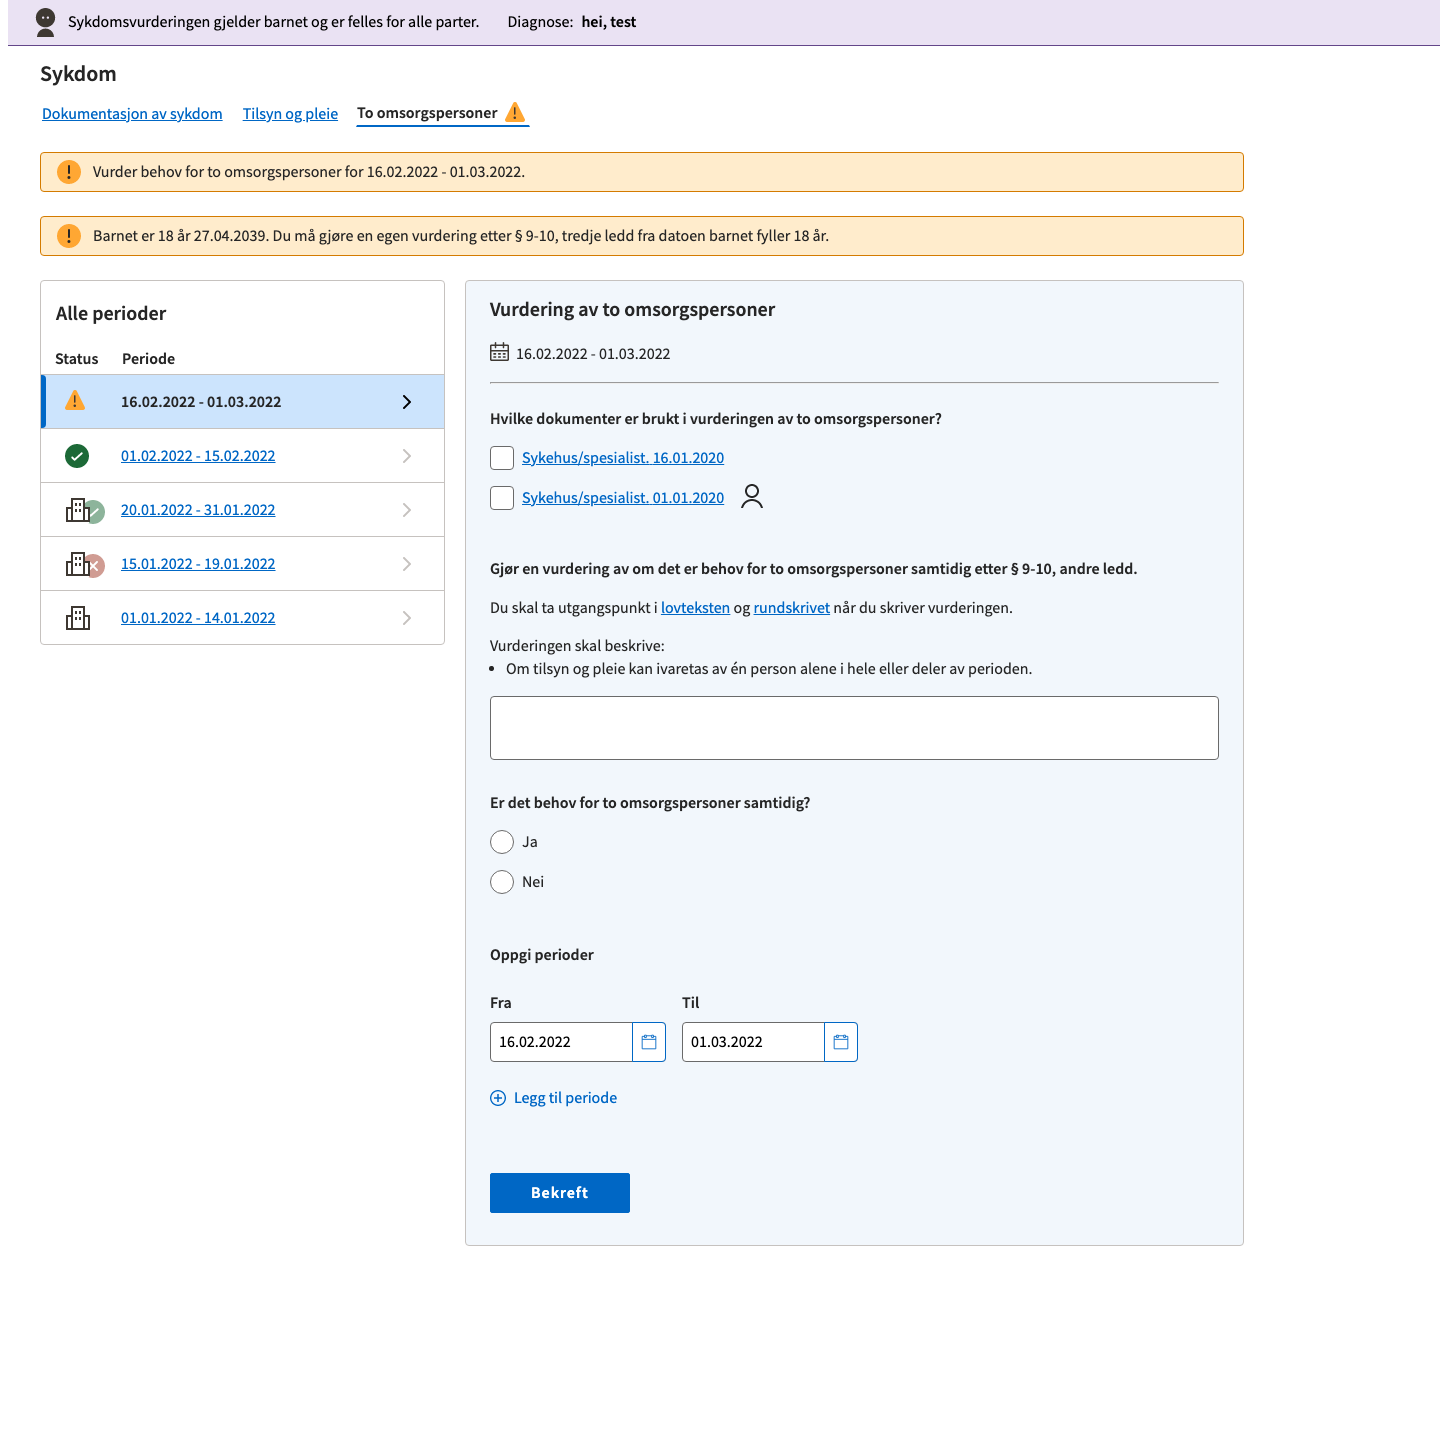 Sykdomsvurderingen gjelder barnet og er felles for alle parter. Diagnose: hei, test
Sykdom
Dokumentasjon av sykdom Tilsyn og pleie To omsorgspersoner
Vurder behov for to omsorgspersoner for 16.02.2022 - 01.03.2022.
Barnet er 18 år 27.04.2039. Du må gjøre en egen vurdering etter § 9-10, tredje ledd fra datoen barnet fyller 18 år.
Alle perioder
Status Periode
16.02.2022 - 01.03.2022
01.02.2022 - 15.02.2022
20.01.2022 - 31.01.2022
15.01.2022 - 19.01.2022
01.01.2022 - 14.01.2022
Vurdering av to omsorgspersoner
16.02.2022 - 01.03.2022
Hvilke dokumenter er brukt i vurderingen av to omsorgspersoner?
Sykehus/spesialist. 16.01.2020
Sykehus/spesialist. 01.01.2020
Gjør en vurdering av om det er behov for to omsorgspersoner samtidig etter § 9-10, andre ledd.
Du skal ta utgangspunkt i lovteksten og rundskrivet når du skriver vurderingen.
Vurderingen skal beskrive:
• Om tilsyn og pleie kan ivaretas av én person alene i hele eller deler av perioden.
Er det behov for to omsorgspersoner samtidig?
Ja
Nei
Oppgi perioder
Fra Til
16.02.2022 01.03.2022
Legg til periode
Bekreft